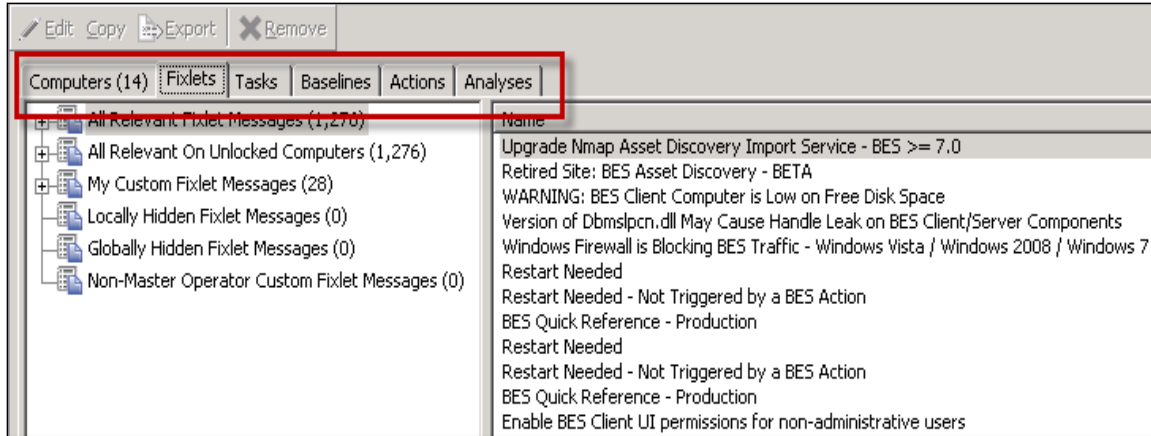 Edit Copy Export Remove
Computers (14) Fixlets Tasks Baselines Actions Analyses
All Relevant Fixlet Messages (1,276)
All Relevant On Unlocked Computers (1,276)
My Custom Fixlet Messages (28)
Locally Hidden Fixlet Messages (0)
Globally Hidden Fixlet Messages (0)
Non-Master Operator Custom Fixlet Messages (0)
Name
Upgrade Nmap Asset Discovery Import Service - BES >= 7.0
Retired Site: BES Asset Discovery - BETA
WARNING: BES Client Computer is Low on Free Disk Space
Version of Dbmslpcn.dll May Cause Handle Leak on BES Client/Server Components
Windows Firewall is Blocking BES Traffic - Windows Vista / Windows 2008 / Windows 7
Restart Needed
Restart Needed - Not Triggered by a BES Action
BES Quick Reference - Production
Restart Needed
Restart Needed - Not Triggered by a BES Action
BES Quick Reference - Production
Enable BES Client UI permissions for non-administrative users